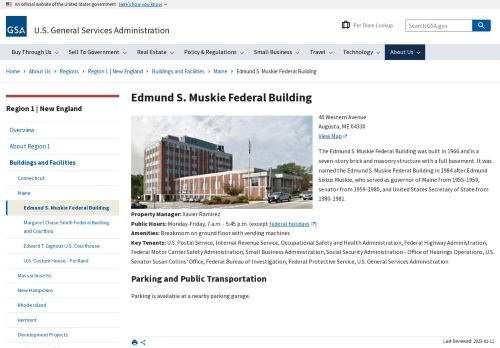 An official website of the United States government Here's how you know
GSA
U.S. General Services Administration
Per Diem Lookup
Search GSA.gov
Buy Through Us
Sell To Government
Real Estate
Policy & Regulations
Small Business
Travel
Technology
About Us
Home › About Us › Regions › Region 1 | New England › Buildings and Facilities › Maine › Edmund S. Muskie Federal Building
Region 1 | New England
Overview
About Region 1
Buildings and Facilities
Connecticut
Maine
Edmund S. Muskie Federal Building
Margaret Chase Smith Federal Building
and Courthou
Edward T. Gignoux U.S. Courthouse
U.S. Custom House - Portland
Massachusetts
New Hampshire
Rhode Island
Vermont
Development Projects
Edmund S. Muskie Federal Building
40 Western Avenue
Augusta, ME 04330
View Map
The Edmund S. Muskie Federal Building was built in 1966 and is a
seven-story brick and masonry structure with a full basement. It was
named the Edmund S. Muskie Federal Building in 1984 after Edmund
Sixtus Muskie, who served as governor of Maine from 1955-1959,
senator from 1959-1980, and United States Secretary of State from
1980-1981.
Property Manager: Xavier Ramirez
Public Hours: Monday-Friday, 7 a.m. - 5:45 p.m. (except federal holidays)
Amenities: Breakroom on ground floor with vending machines
Key Tenants: U.S. Postal Service, Internal Revenue Service, Occupational Safety and Health Administration, Federal Highway Administration,
Federal Motor Carrier Safety Administration, Small Business Administration, Social Security Administration - Office of Hearings Operations, U.S.
Senator Susan Collins' Office, Federal Bureau of Investigation, Federal Protective Service, U.S. General Services Administration
Parking and Public Transportation
Parking is available at a nearby parking garage.
Last Reviewed: 2023-01-11